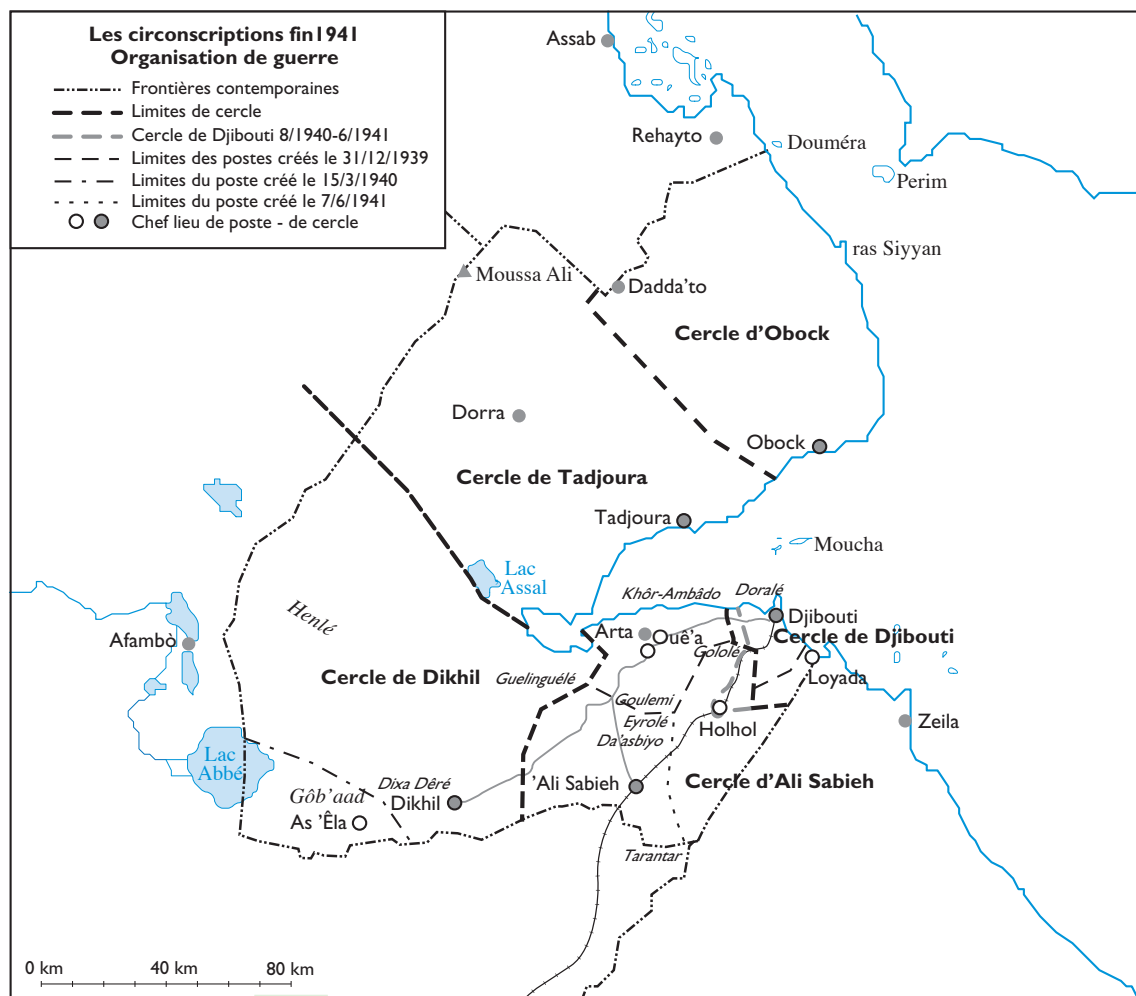 Les circonscriptions fin1941
Organisation de guerre
Frontières contemporaines
Limites de cercle
Cercle de Djibouti 8/1940-6/1941
Limites des postes créés le 31/12/1939
Limites du poste créé le 15/3/1940
Limites du poste créé le 7/6/1941
Chef lieu de poste - de cercle
Assab
Rehayto
Douméra
Perim
ras Siyyan
Moussa Ali
Dadda'to
Cercle d'Obock
Dorra
Obock
Cercle de Tadjoura
Tadjoura
Moucha
Lac
Assal
Khôr-Ambâdo
Doralé
Henlé
Djibouti
Afambo
Arta
Ouê'a
Cercle de Djibouti
Gololé
Cercle de Dikhil
Guelinguélé
Loyada
Goulemi
Eyrolé
Holhol
Zeila
Da'asbiyo
Lac
Abbé
'Ali Sabieh
Cercle d'Ali Sabieh
Dixa Dêré
Gôb'aad
Dikhil
As 'Êla
Tarantar
0 km
40 km
80 km